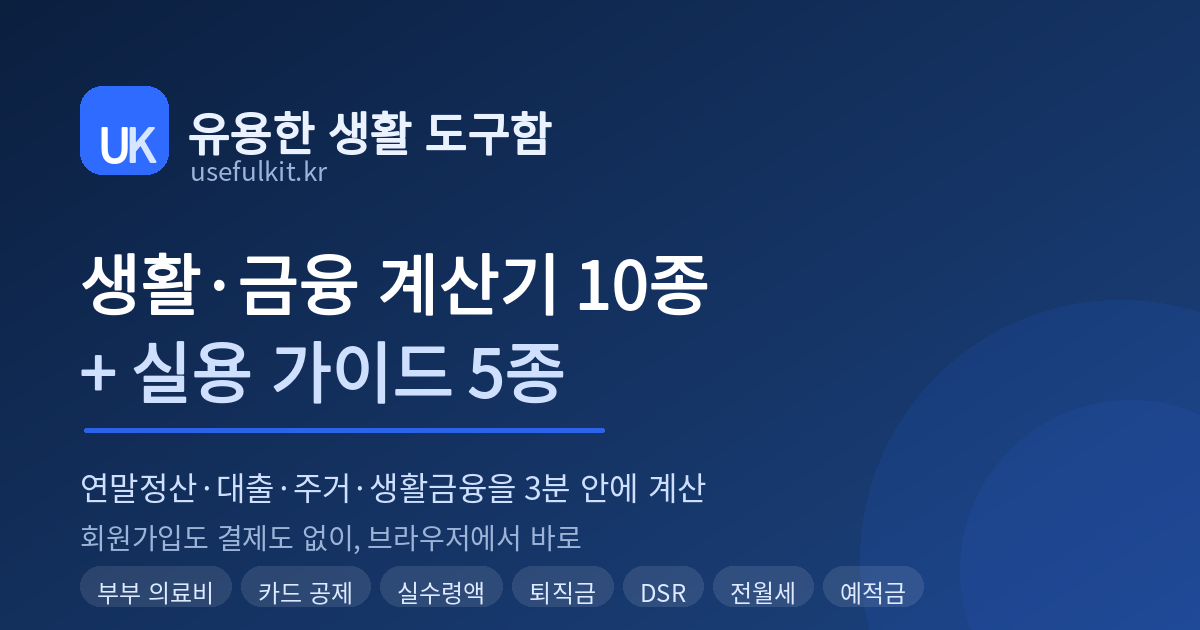 UK
유용한 생활 도구함
usefulkit.kr
생활·금융 계산기 10종
+ 실용 가이드 5종
연말정산·대출·주거·생활금융을 3분 안에 계산
회원가입도 결제도 없이, 브라우저에서 바로
부부 의료비 카드 공제 실수령액 퇴직금 DSR 전월세 예적금